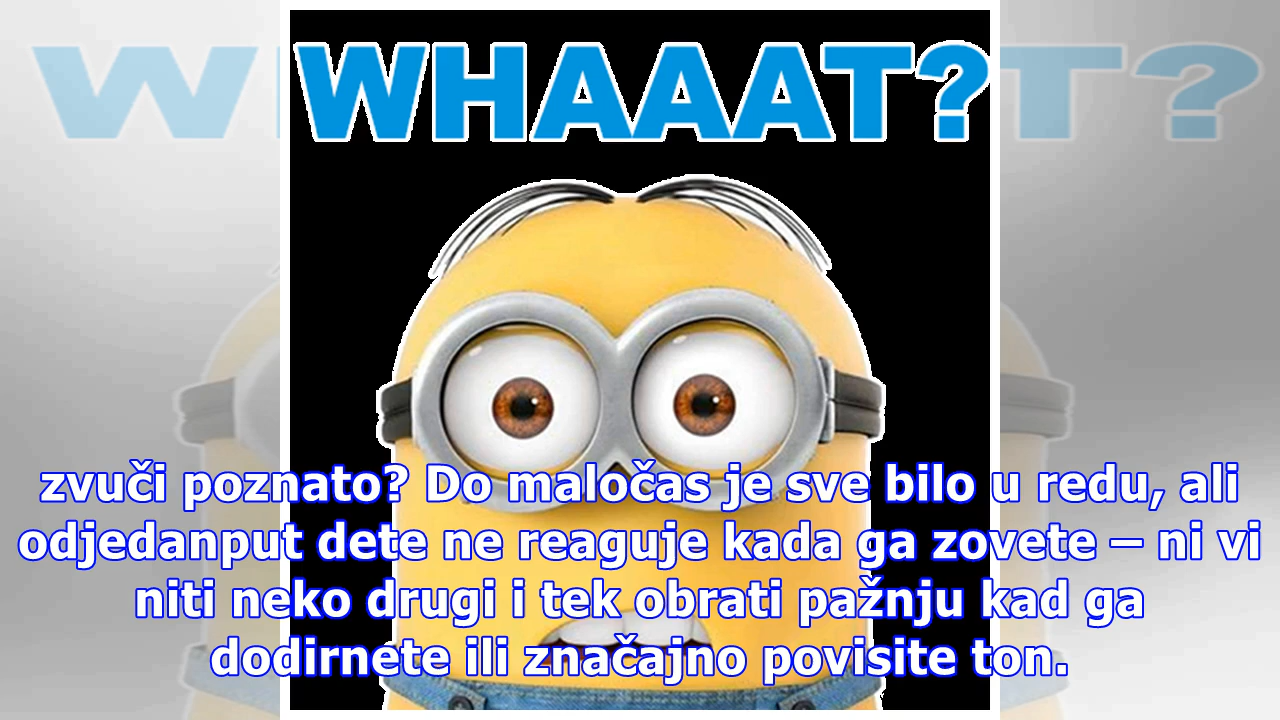 WHAAAT?
zvuči poznato? Do maločas je sve bilo u redu, ali
odjedanput dete ne reaguje kada ga zovete – ni vi
niti neko drugi i tek obrati pažnju kad ga
dodirnete ili značajno povisite ton.